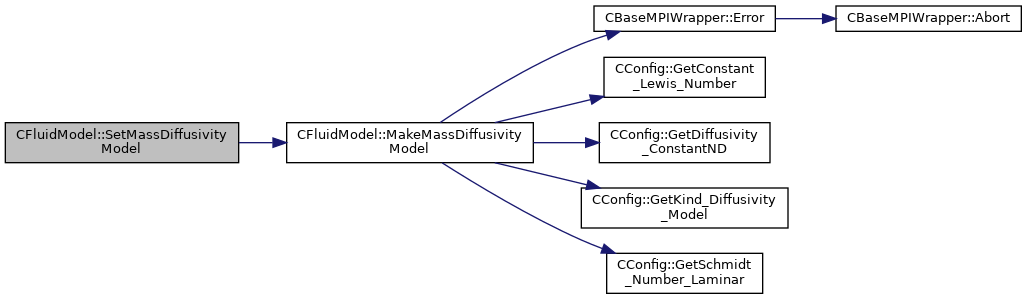 CFluidModel::SetMassDiffusivity
Model
CFluidModel::MakeMassDiffusivity
Model
CBaseMPIWrapper::Error
CBaseMPIWrapper::Abort
CConfig::GetConstant
_Lewis_Number
CConfig::GetDiffusivity
_ConstantND
CConfig::GetKind_Diffusivity
_Model
CConfig::GetSchmidt
_Number_Laminar